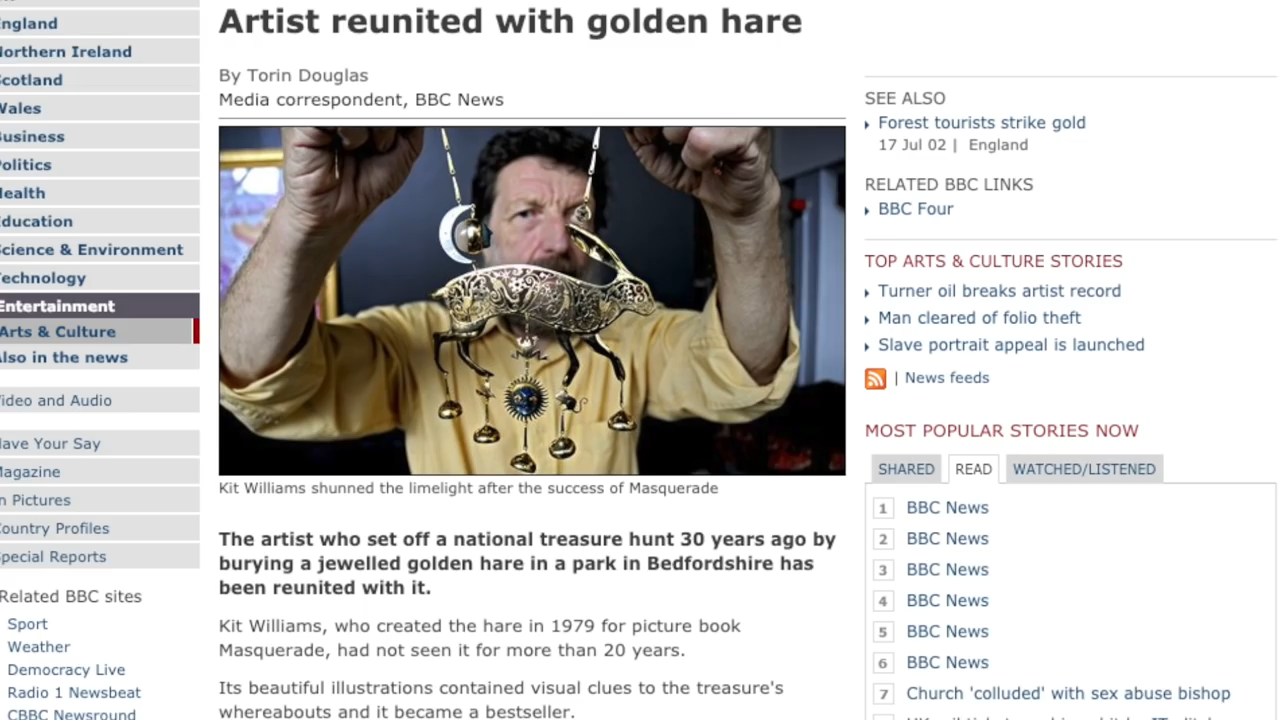 England
Northern Ireland
Scotland
Wales
Business
Politics
Health
Education
Science & Environment
Technology
Entertainment
Arts & Culture
Also in the news
Video and Audio
Have Your Say
Magazine
In Pictures
Country Profiles
Special Reports
Related BBC sites
Sport
Weather
Democracy Live
Radio 1 Newsbeat
CBBC Newsround
Artist reunited with golden hare
By Torin Douglas
Media correspondent, BBC News
Kit Williams shunned the limelight after the success of Masquerade
The artist who set off a national treasure hunt 30 years ago by
burying a jewelled golden hare in a park in Bedfordshire has
been reunited with it.
Kit Williams, who created the hare in 1979 for picture book
Masquerade, had not seen it for more than 20 years.
Its beautiful illustrations contained visual clues to the treasure's
whereabouts and it became a bestseller.
SEE ALSO
Forest tourists strike gold
17 Jul 02 | England
RELATED BBC LINKS
BBC Four
TOP ARTS & CULTURE STORIES
Turner oil breaks artist record
Man cleared of folio theft
Slave portrait appeal is launched
| News feeds
MOST POPULAR STORIES NOW
SHARED READ WATCHED/LISTENED
1 BBC News
2 BBC News
3 BBC News
4 BBC News
5 BBC News
6 BBC News
7 Church 'colluded' with sex abuse bishop